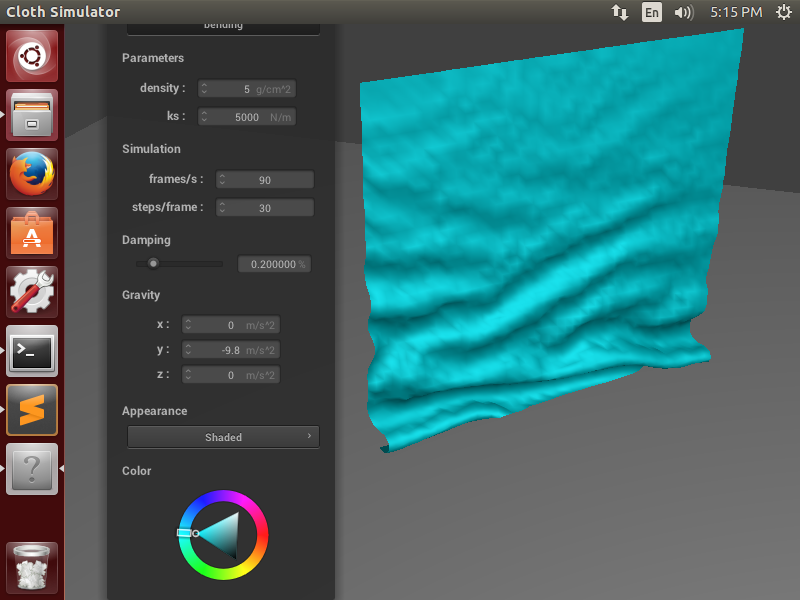 Cloth Simulator
En
5:15 PM
bending
Parameters
density : 5 g/cm^2
ks : 5000 N/m
Simulation
frames/s : 90
steps/frame : 30
Damping
0.200000 %
Gravity
x : 0 m/s^2
y : -9.8 m/s^2
z : 0 m/s^2
Appearance
Shaded
Color